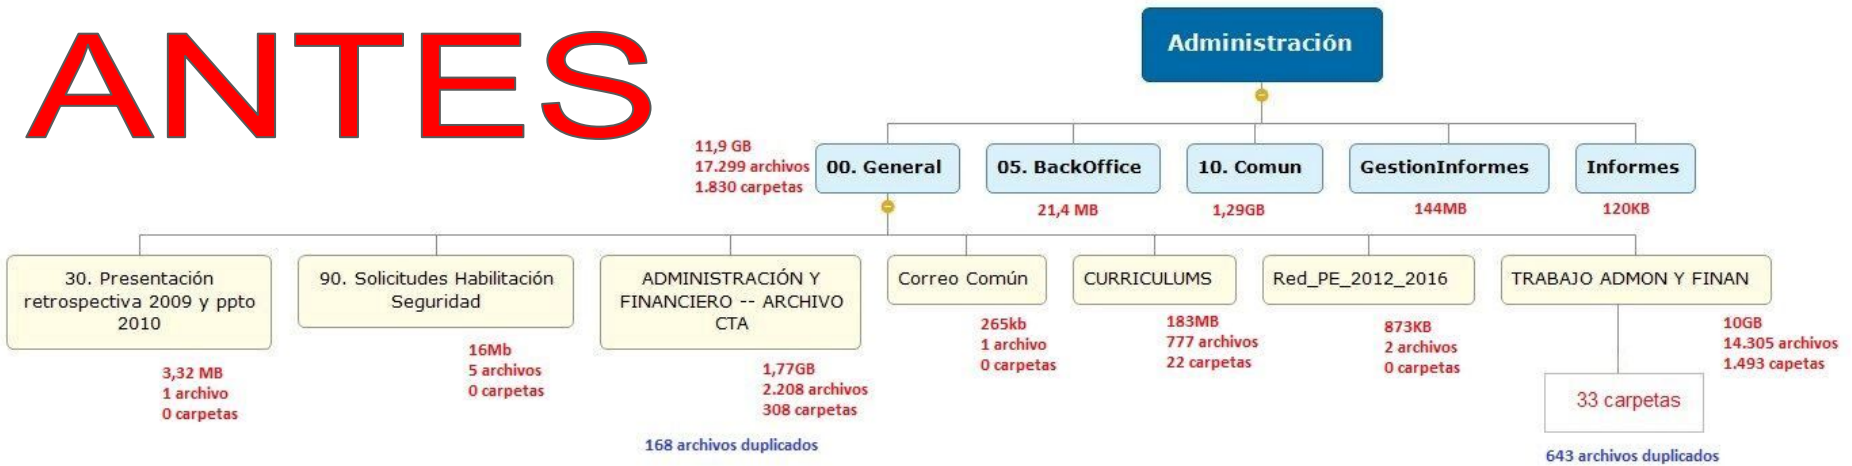 ANTES
Administración
11,9 GB
17.299 archivos
1.830 carpetas
00. General
05. BackOffice
21,4 MB
10. Comun
1,29GB
GestionInformes
144MB
Informes
120KB
30. Presentación
retrospectiva 2009 y ppto
2010
3,32 MB
1 archivo
0 carpetas
90. Solicitudes Habilitación
Seguridad
16Mb
5 archivos
0 carpetas
ADMINISTRACIÓN Y
FINANCIERO -- ARCHIVO
CTA
1,77GB
2.208 archivos
308 carpetas
168 archivos duplicados
Correo Común
265kb
1 archivo
0 carpetas
CURRICULUMS
183MB
777 archivos
22 carpetas
Red_PE_2012_2016
873KB
2 archivos
0 carpetas
TRABAJO ADMON Y FINAN
10GB
14.305 archivos
1.493 capetas
33 carpetas
643 archivos duplicados